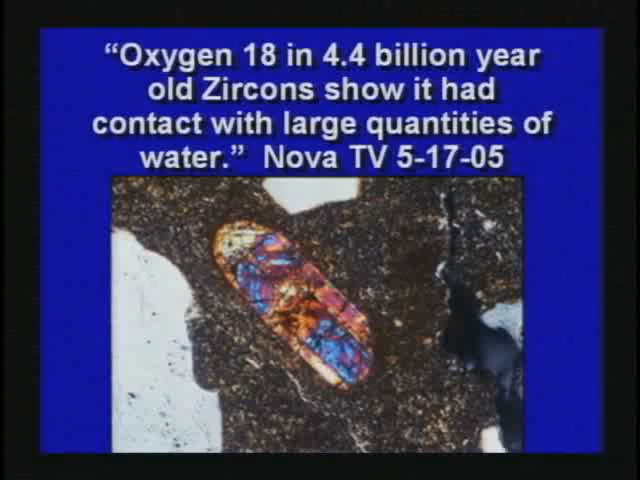 “Oxygen 18 in 4.4 billion year
old Zircons show it had
contact with large quantities of
water.”  Nova TV 5-17-05